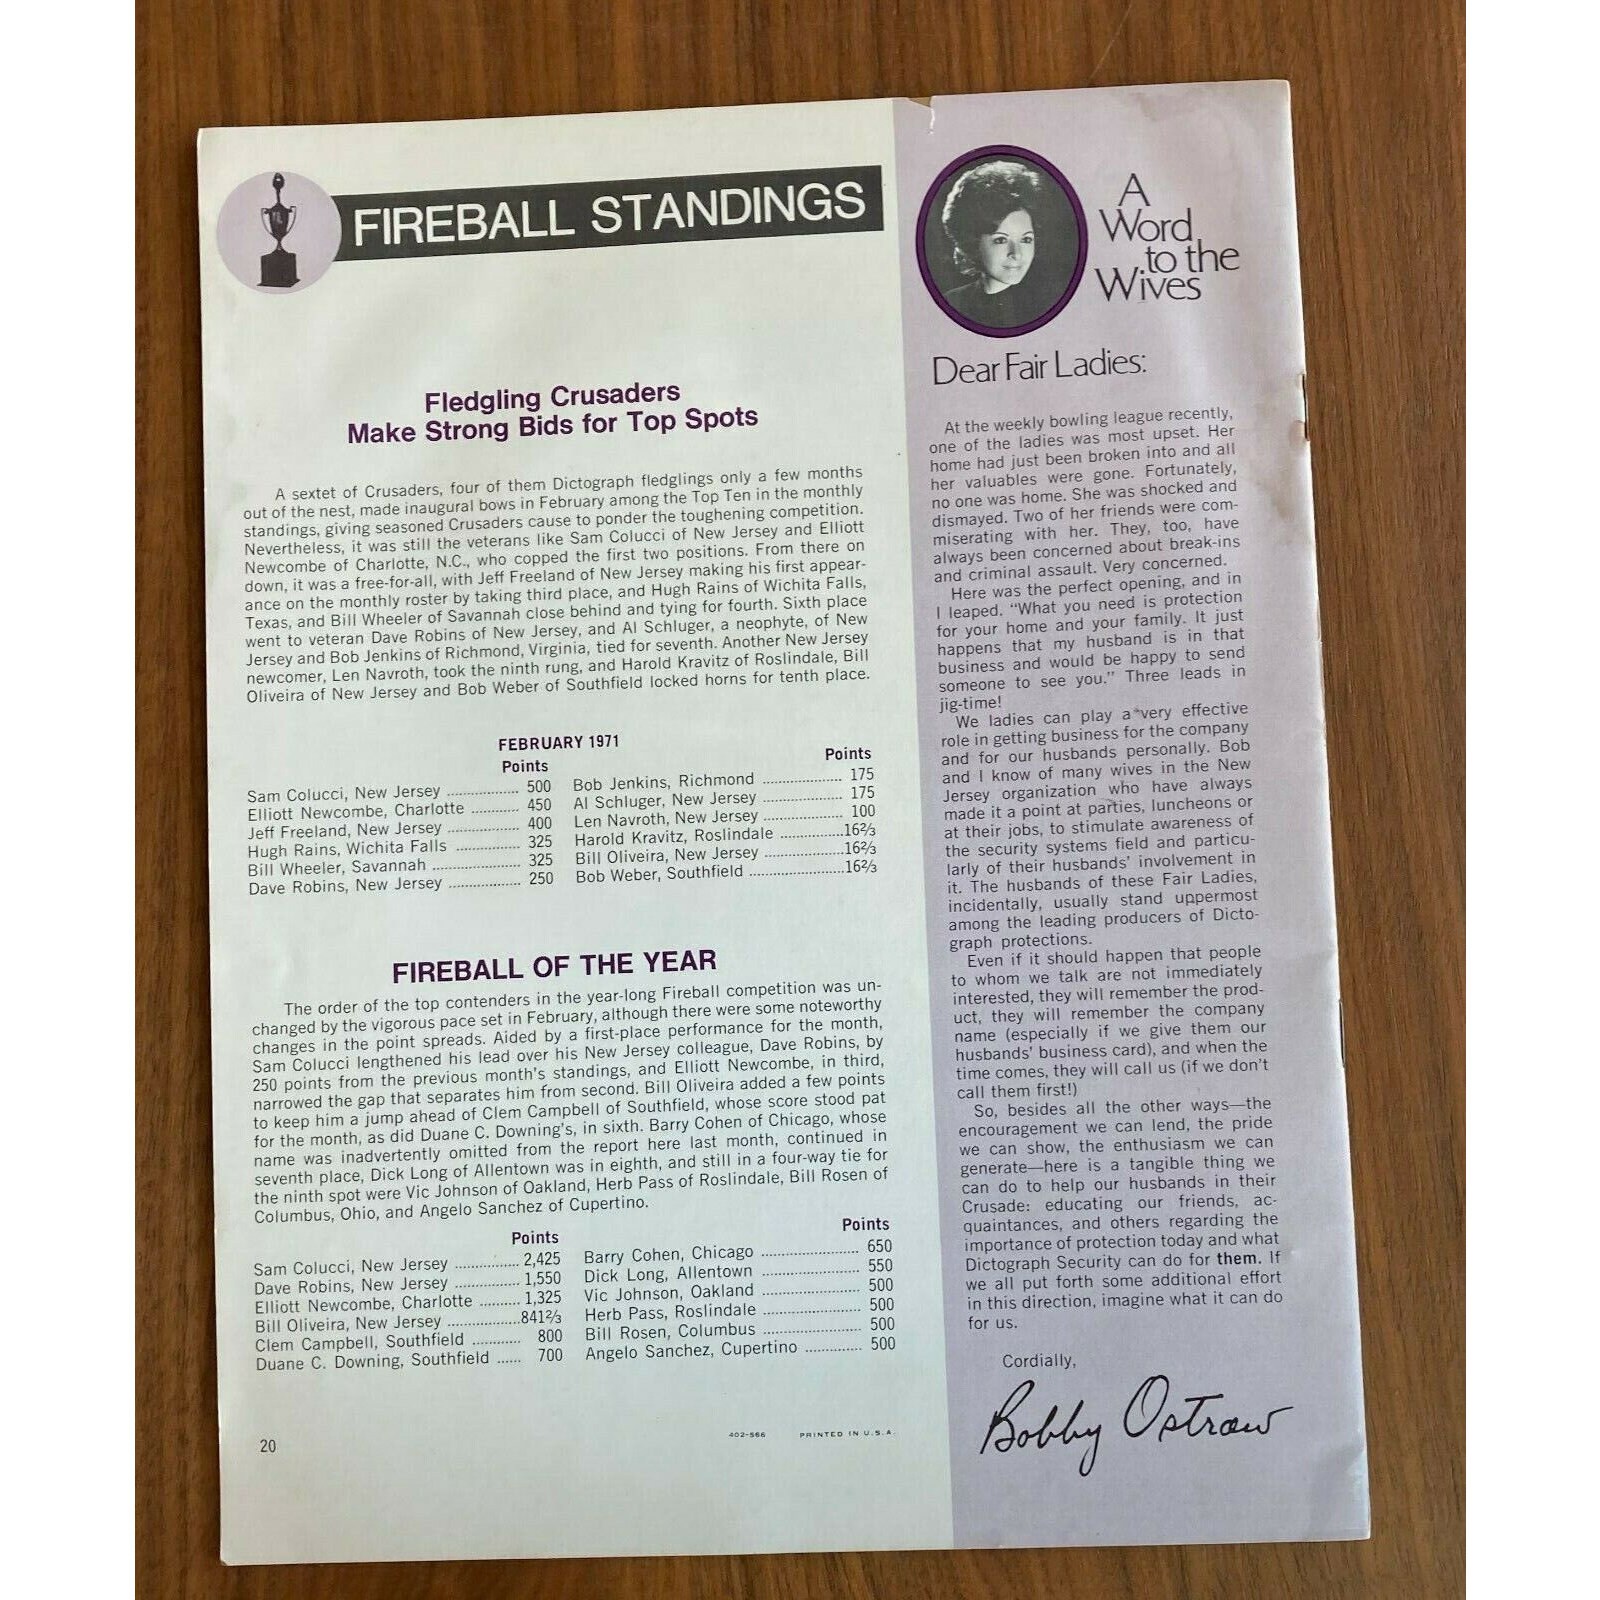 FIREBALL STANDINGS
Fledgling Crusaders
Make Strong Bids for Top Spots
A sextet of Crusaders, four of them Dictograph fledglings only a few months
out of the nest, made inaugural bows in February among the Top Ten in the monthly
standings, giving seasoned Crusaders cause to ponder the toughening competition.
Nevertheless, it was still the veterans like Sam Colucci of New Jersey and Elliott
Newcombe of Charlotte, N.C., who copped the first two positions. From there on
down, it was a free-for-all, with Jeff Freeland of New Jersey making his first appear-
ance on the monthly roster by taking third place, and Hugh Rains of Wichita Falls,
Texas, and Bill Wheeler of Savannah close behind and tying for fourth. Sixth place
went to veteran Dave Robins of New Jersey, and Al Schluger, a neophyte, of New
Jersey and Bob Jenkins of Richmond, Virginia, tied for seventh. Another New Jersey
newcomer, Len Navroth, took the ninth rung, and Harold Kravitz of Roslindale, Bill
Oliveira of New Jersey and Bob Weber of Southfield locked horns for tenth place.
FEBRUARY 1971
Points
Sam Colucci, New Jersey .................. 500
Elliott Newcombe, Charlotte ............ 450
Jeff Freeland, New Jersey .................. 400
Hugh Rains, Wichita Falls ................ 325
Bill Wheeler, Savannah ...................... 325
Dave Robins, New Jersey .................. 250
Points
Bob Jenkins, Richmond .................... 175
Al Schluger, New Jersey .................... 175
Len Navroth, New Jersey .................... 100
Harold Kravitz, Roslindale ................16⅔
Bill Oliveira, New Jersey ....................16⅔
Bob Weber, Southfield ........................16⅔
FIREBALL OF THE YEAR
The order of the top contenders in the year-long Fireball competition was un-
changed by the vigorous pace set in February, although there were some noteworthy
changes in the point spreads. Aided by a first-place performance for the month,
Sam Colucci lengthened his lead over his New Jersey colleague, Dave Robins, by
250 points from the previous month's standings, and Elliott Newcombe, in third,
narrowed the gap that separates him from second. Bill Oliveira added a few points
to keep him a jump ahead of Clem Campbell of Southfield, whose score stood pat
for the month, as did Duane C. Downing's, in sixth. Barry Cohen of Chicago, whose
name was inadvertently omitted from the report here last month, continued in
seventh place, Dick Long of Allentown was in eighth, and still in a four-way tie for
the ninth spot were Vic Johnson of Oakland, Herb Pass of Roslindale, Bill Rosen of
Columbus, Ohio, and Angelo Sanchez of Cupertino.
Points
Sam Colucci, New Jersey ................ 2,425
Dave Robins, New Jersey ................ 1,550
Elliott Newcombe, Charlotte .......... 1,325
Bill Oliveira, New Jersey ..................841⅔
Clem Campbell, Southfield ............ 800
Duane C. Downing, Southfield ...... 700
Points
Barry Cohen, Chicago ........................ 650
Dick Long, Allentown ........................ 550
Vic Johnson, Oakland ........................ 500
Herb Pass, Roslindale ........................ 500
Bill Rosen, Columbus ........................ 500
Angelo Sanchez, Cupertino .............. 500
20
402-566 PRINTED IN U.S.A.
A
Word
to the
Wives
Dear Fair Ladies:
At the weekly bowling league recently,
one of the ladies was most upset. Her
home had just been broken into and all
her valuables were gone. Fortunately,
no one was home. She was shocked and
dismayed. Two of her friends were com-
miserating with her. They, too, have
always been concerned about break-ins
and criminal assault. Very concerned.
Here was the perfect opening, and in
I leaped. "What you need is protection
for your home and your family. It just
happens that my husband is in that
business and would be happy to send
someone to see you." Three leads in
jig-time!
We ladies can play a very effective
role in getting business for the company
and for our husbands personally. Bob
and I know of many wives in the New
Jersey organization who have always
made it a point at parties, luncheons or
at their jobs, to stimulate awareness of
the security systems field and particu-
larly of their husbands' involvement in
it. The husbands of these Fair Ladies,
incidentally, usually stand uppermost
among the leading producers of Dicto-
graph protections.
Even if it should happen that people
to whom we talk are not immediately
interested, they will remember the prod-
uct, they will remember the company
name (especially if we give them our
husbands' business card), and when the
time comes, they will call us (if we don't
call them first!)
So, besides all the other ways—the
encouragement we can lend, the pride
we can show, the enthusiasm we can
generate—here is a tangible thing we
can do to help our husbands in their
Crusade: educating our friends, ac-
quaintances, and others regarding the
importance of protection today and what
Dictograph Security can do for them. If
we all put forth some additional effort
in this direction, imagine what it can do
for us.
Cordially,
Bobby Ostrow